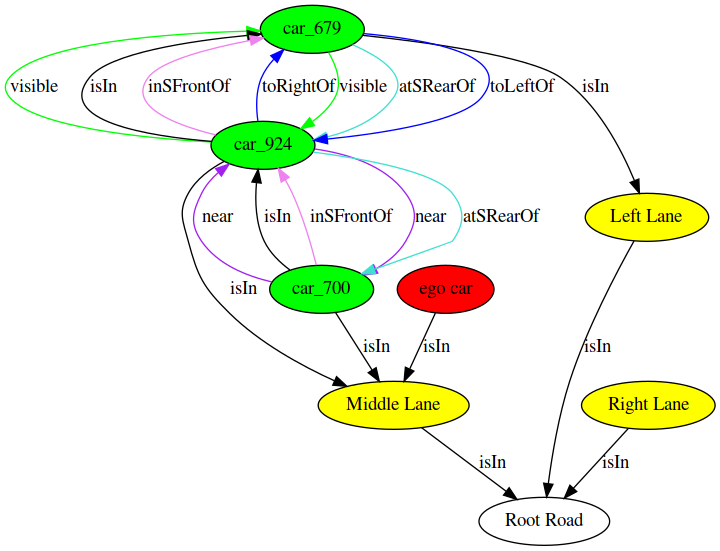 car_679
visible
isIn
inSFrontOf
toRightOf
visible
atSRearOf
toLeftOf
isIn
car_924
near
isIn
inSFrontOf
near
atSRearOf
Left Lane
isIn
car_700
ego car
isIn
isIn
isIn
Middle Lane
Right Lane
isIn
isIn
Root Road